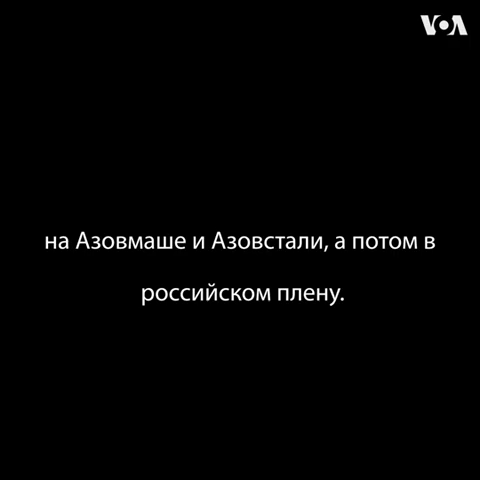 VOA
на Азовмаше и Азовстали, а потом в
российском плену.